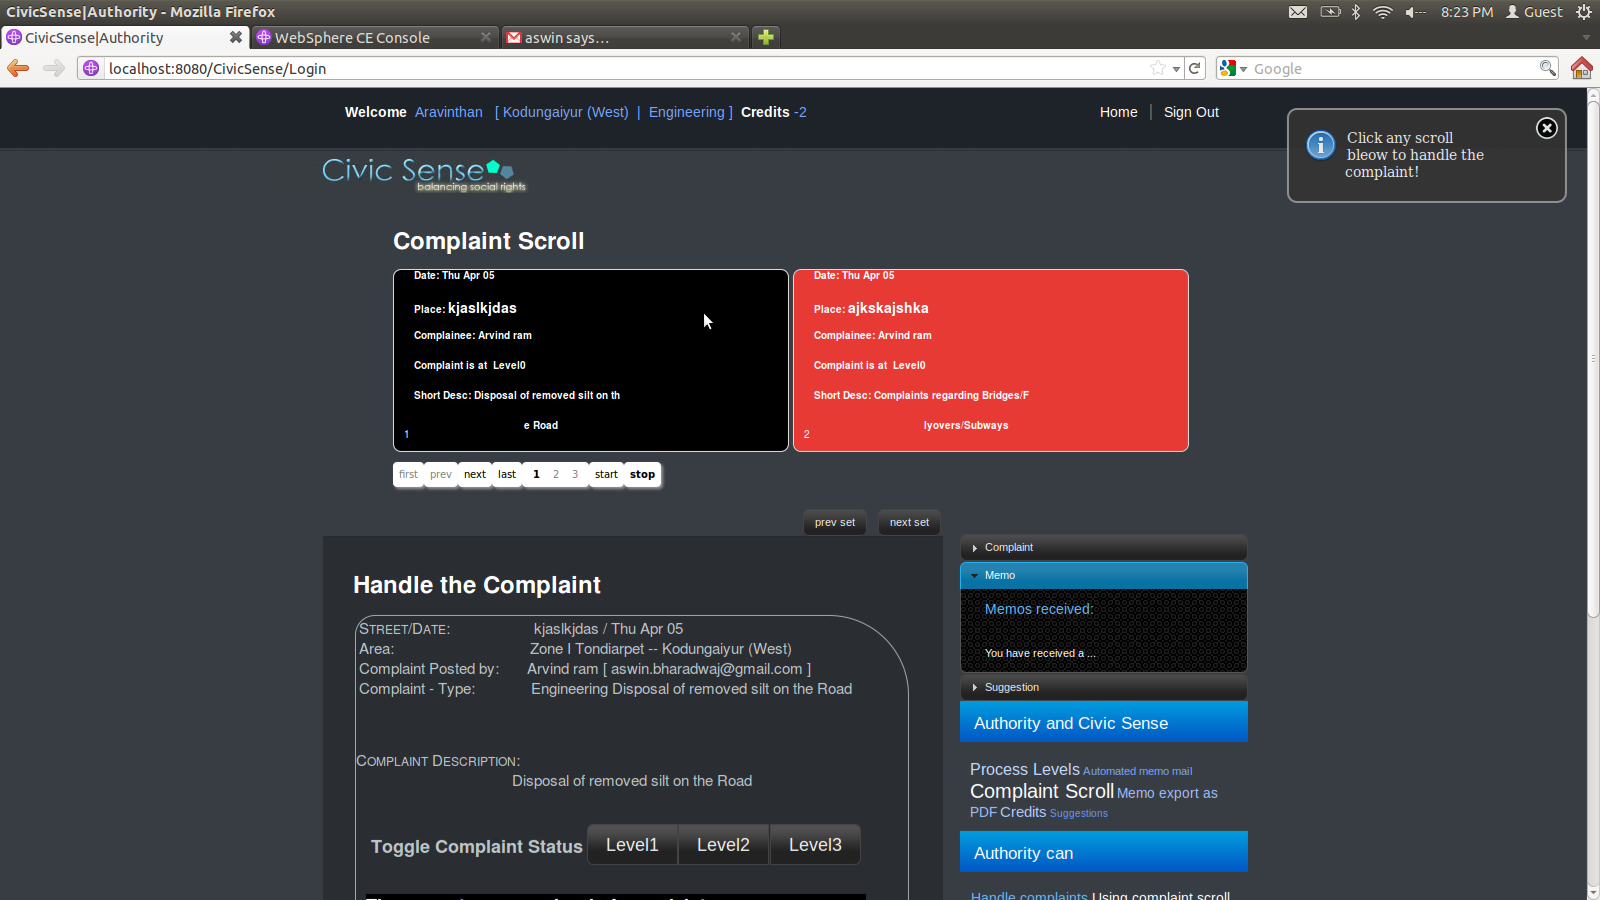 CivicSense|Authority - Mozilla Firefox
8:23 PM Guest
CivicSense|Authority
WebSphere CE Console
aswin says...
localhost:8080/CivicSense/Login
Google
Welcome Aravinthan [ Kodungaiyur (West) | Engineering ] Credits -2
Home | Sign Out
Click any scroll
bleow to handle the
complaint!
Civic Sense
balancing social rights
Complaint Scroll
Date: Thu Apr 05
Place: kjaslkjdas
Complainee: Arvind ram
Complaint is at Level0
Short Desc: Disposal of removed silt on th
e Road
1
Date: Thu Apr 05
Place: ajkskajshka
Complainee: Arvind ram
Complaint is at Level0
Short Desc: Complaints regarding Bridges/F
lyovers/Subways
2
first prev next last 1 2 3 start stop
prev set next set
Handle the Complaint
STREET/DATE: kjaslkjdas / Thu Apr 05
Area: Zone I Tondiarpet -- Kodungaiyur (West)
Complaint Posted by: Arvind ram [ aswin.bharadwaj@gmail.com ]
Complaint - Type: Engineering Disposal of removed silt on the Road
COMPLAINT DESCRIPTION:
Disposal of removed silt on the Road
Toggle Complaint Status Level1 Level2 Level3
Complaint
Memo
Memos received:
You have received a ...
Suggestion
Authority and Civic Sense
Process Levels Automated memo mail
Complaint Scroll Memo export as
PDF Credits Suggestions
Authority can
Handle complaints Using complaint scroll